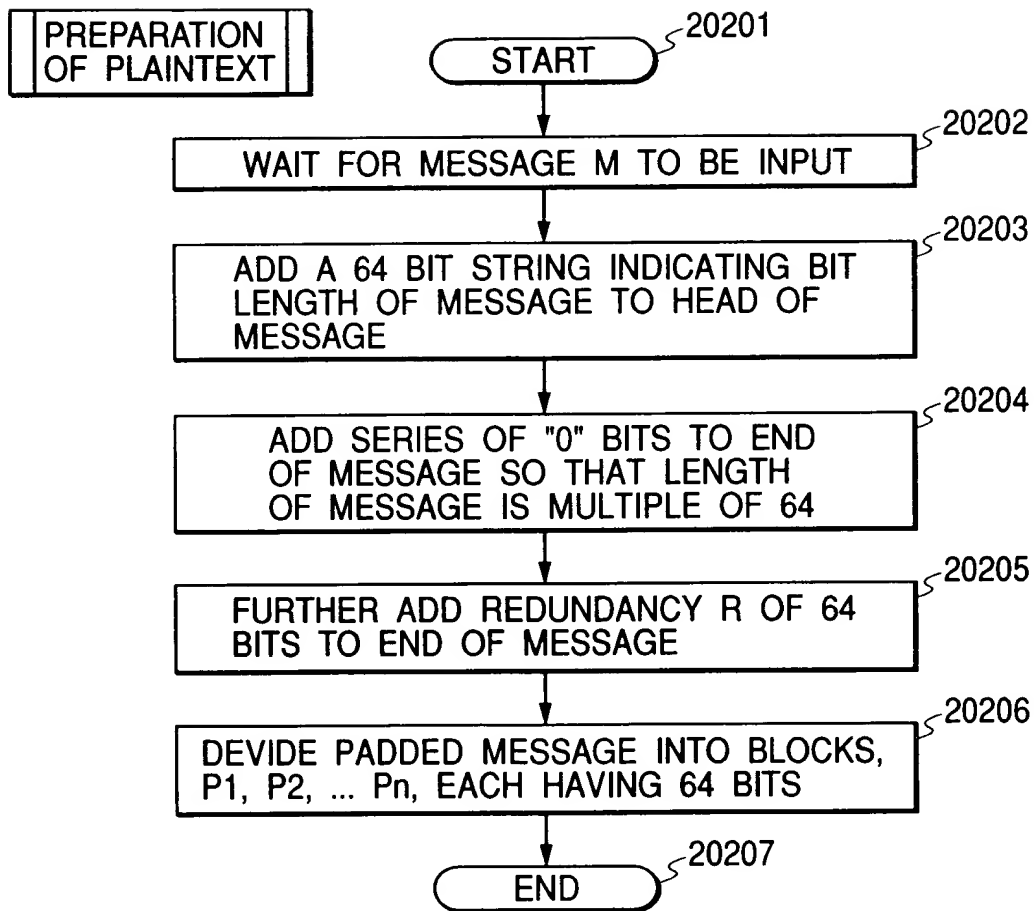 PREPARATION
OF PLAINTEXT
START
20201
WAIT FOR MESSAGE M TO BE INPUT
20202
ADD A 64 BIT STRING INDICATING BIT
LENGTH OF MESSAGE TO HEAD OF
MESSAGE
20203
ADD SERIES OF "0" BITS TO END
OF MESSAGE SO THAT LENGTH
OF MESSAGE IS MULTIPLE OF 64
20204
FURTHER ADD REDUNDANCY R OF 64
BITS TO END OF MESSAGE
20205
DEVIDE PADDED MESSAGE INTO BLOCKS,
P1, P2, ... Pn, EACH HAVING 64 BITS
20206
END
20207